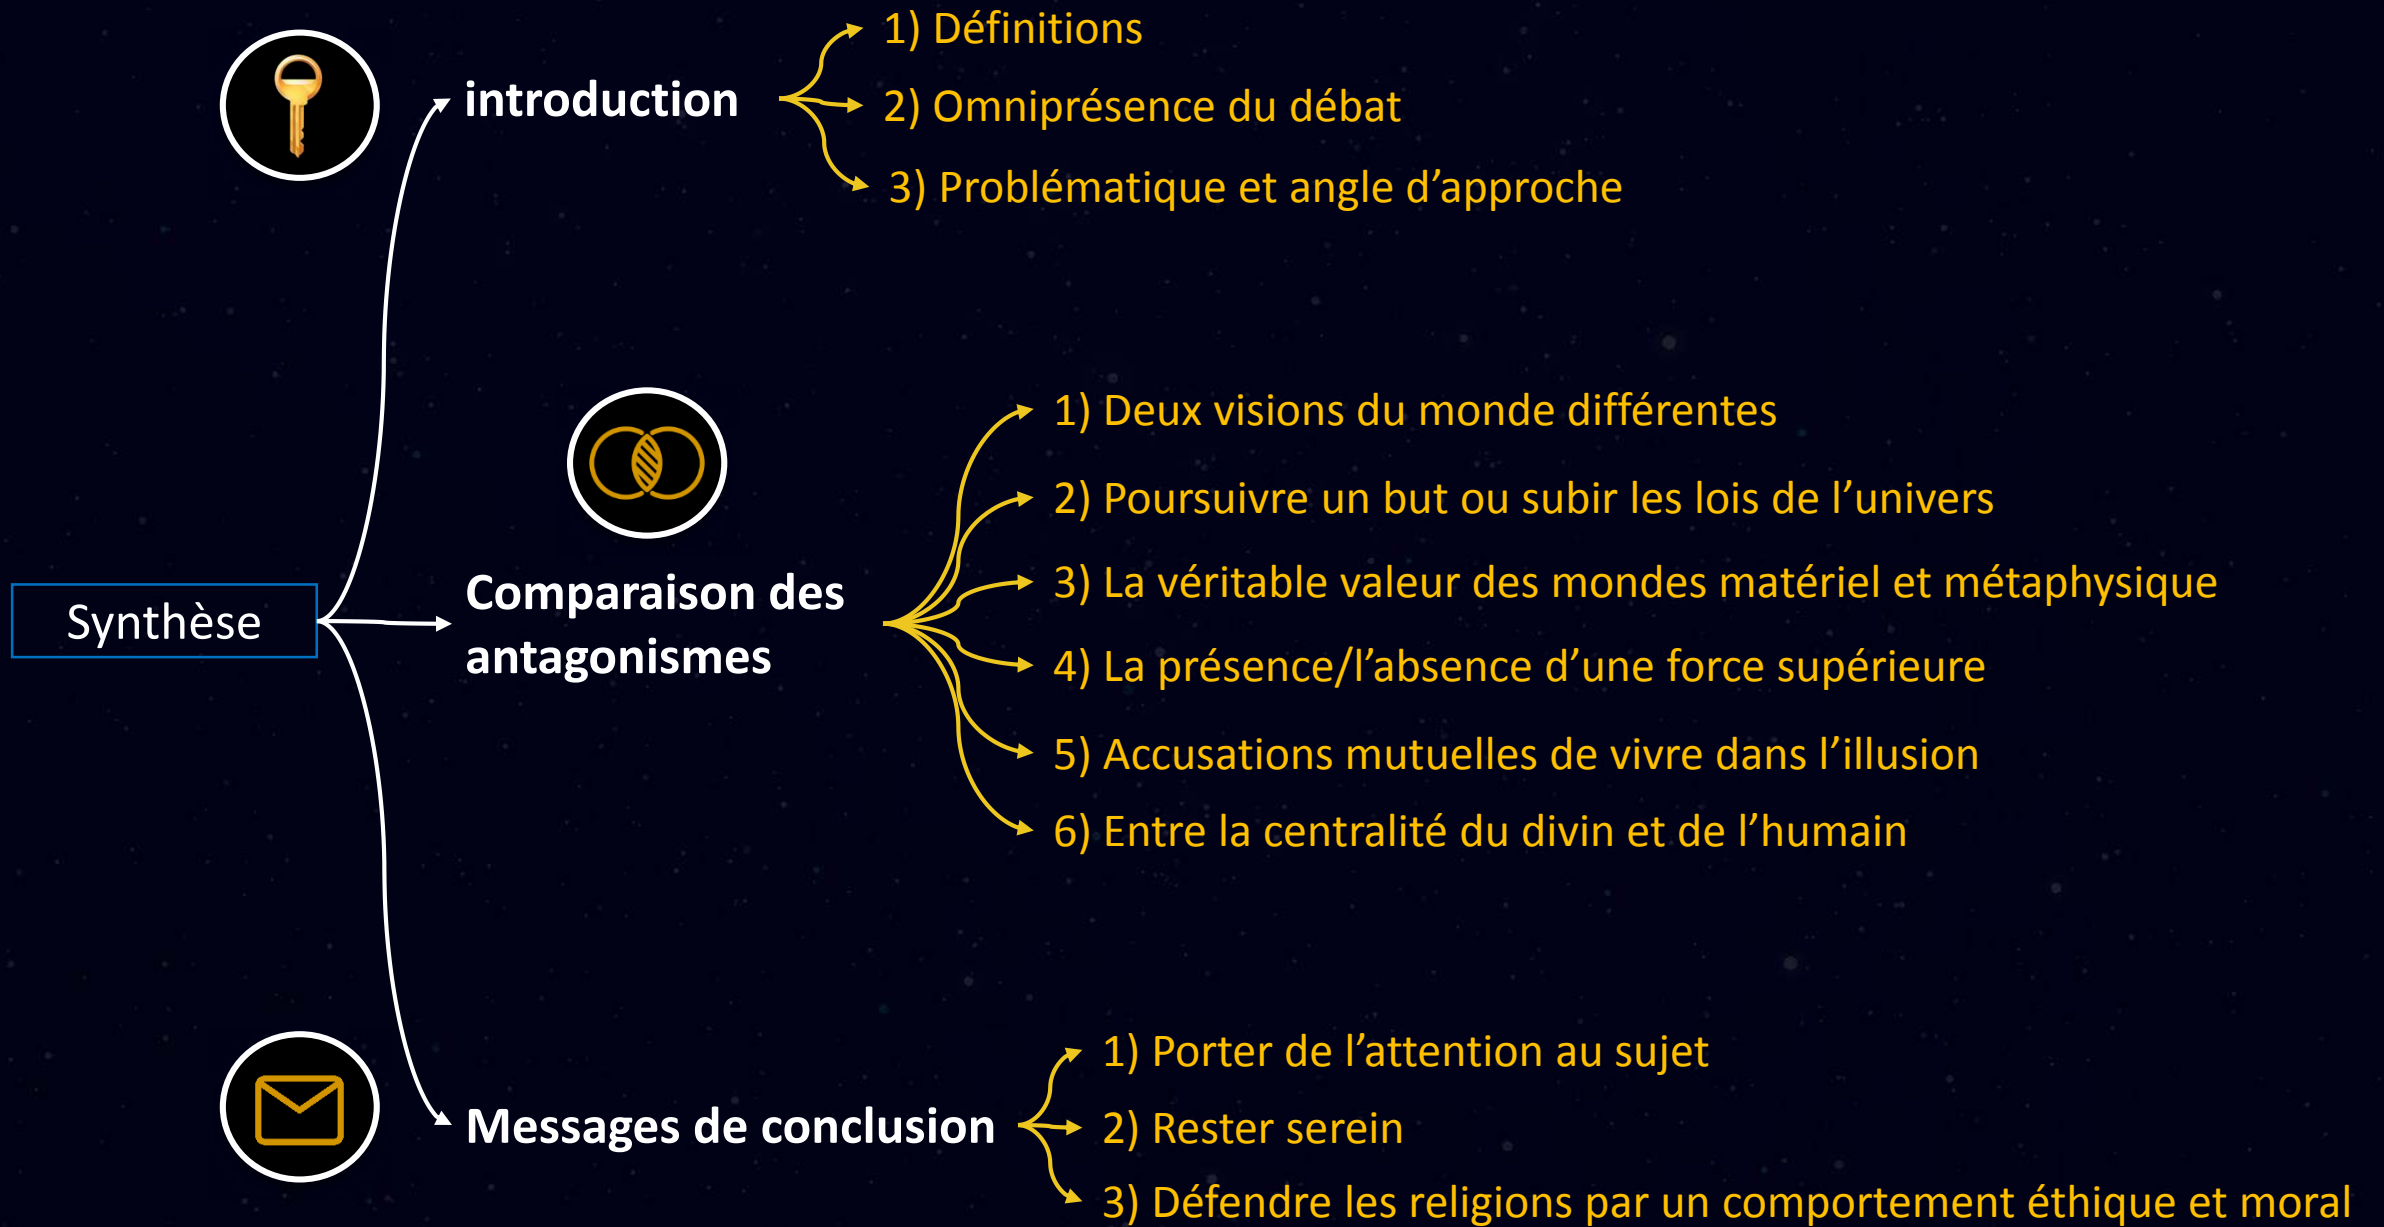 introduction
1) Définitions
2) Omniprésence du débat
3) Problématique et angle d’approche
Synthèse
Comparaison des
antagonismes
1) Deux visions du monde différentes
2) Poursuivre un but ou subir les lois de l’univers
3) La véritable valeur des mondes matériel et métaphysique
4) La présence/l’absence d’une force supérieure
5) Accusations mutuelles de vivre dans l’illusion
6) Entre la centralité du divin et de l’humain
Messages de conclusion
1) Porter de l’attention au sujet
2) Rester serein
3) Défendre les religions par un comportement éthique et moral